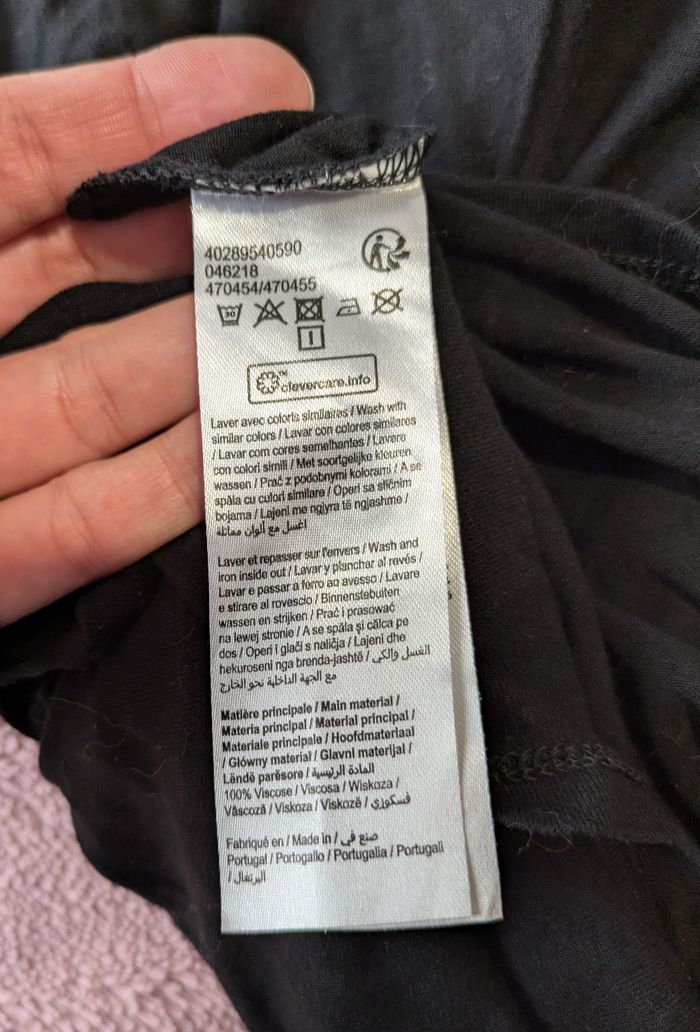 40289540590
046218
470454/470455
30
I
clevercare.info
TM
Laver avec coloris similaires / Wash with
similar colors / Lavar con colores similares
/ Lavar com cores semelhantes / Lavare
con colori simili / Met soortgelijke kleuren
wassen / Prać z podobnymi kolorami / A se
spăla cu culori similare / Operi sa sličnim
bojama / Lajeni me ngjyra të ngjashme /
اغسل مع ألوان مماثلة
Laver et repasser sur l'envers / Wash and
iron inside out / Lavar y planchar al revés /
Lavar e passar a ferro ao avesso / Lavare
e stirare al rovescio / Binnenstebuiten
wassen en strijken / Prać i prasować
na lewej stronie / A se spăla și călca pe
dos / Operi i glači s naličja / Lajeni dhe
hekuroseni nga brenda-jashtë / الغسل والكي
مع الجهة الداخلية نحو الخارج
Matière principale / Main material /
Materia principal / Material principal /
Materiale principale / Hoofdmateriaal
/ Główny materiał / Glavni materijal /
Lëndë parësore / المادة الرئيسية
100% Viscose / Viscosa / Wiskoza /
Vâscoză / Viskoza / Viskozë / فسكوزي
Fabriqué en / Made in / صنع في
Portugal / Portogallo / Portugalia / Portugali
/ البرتغال